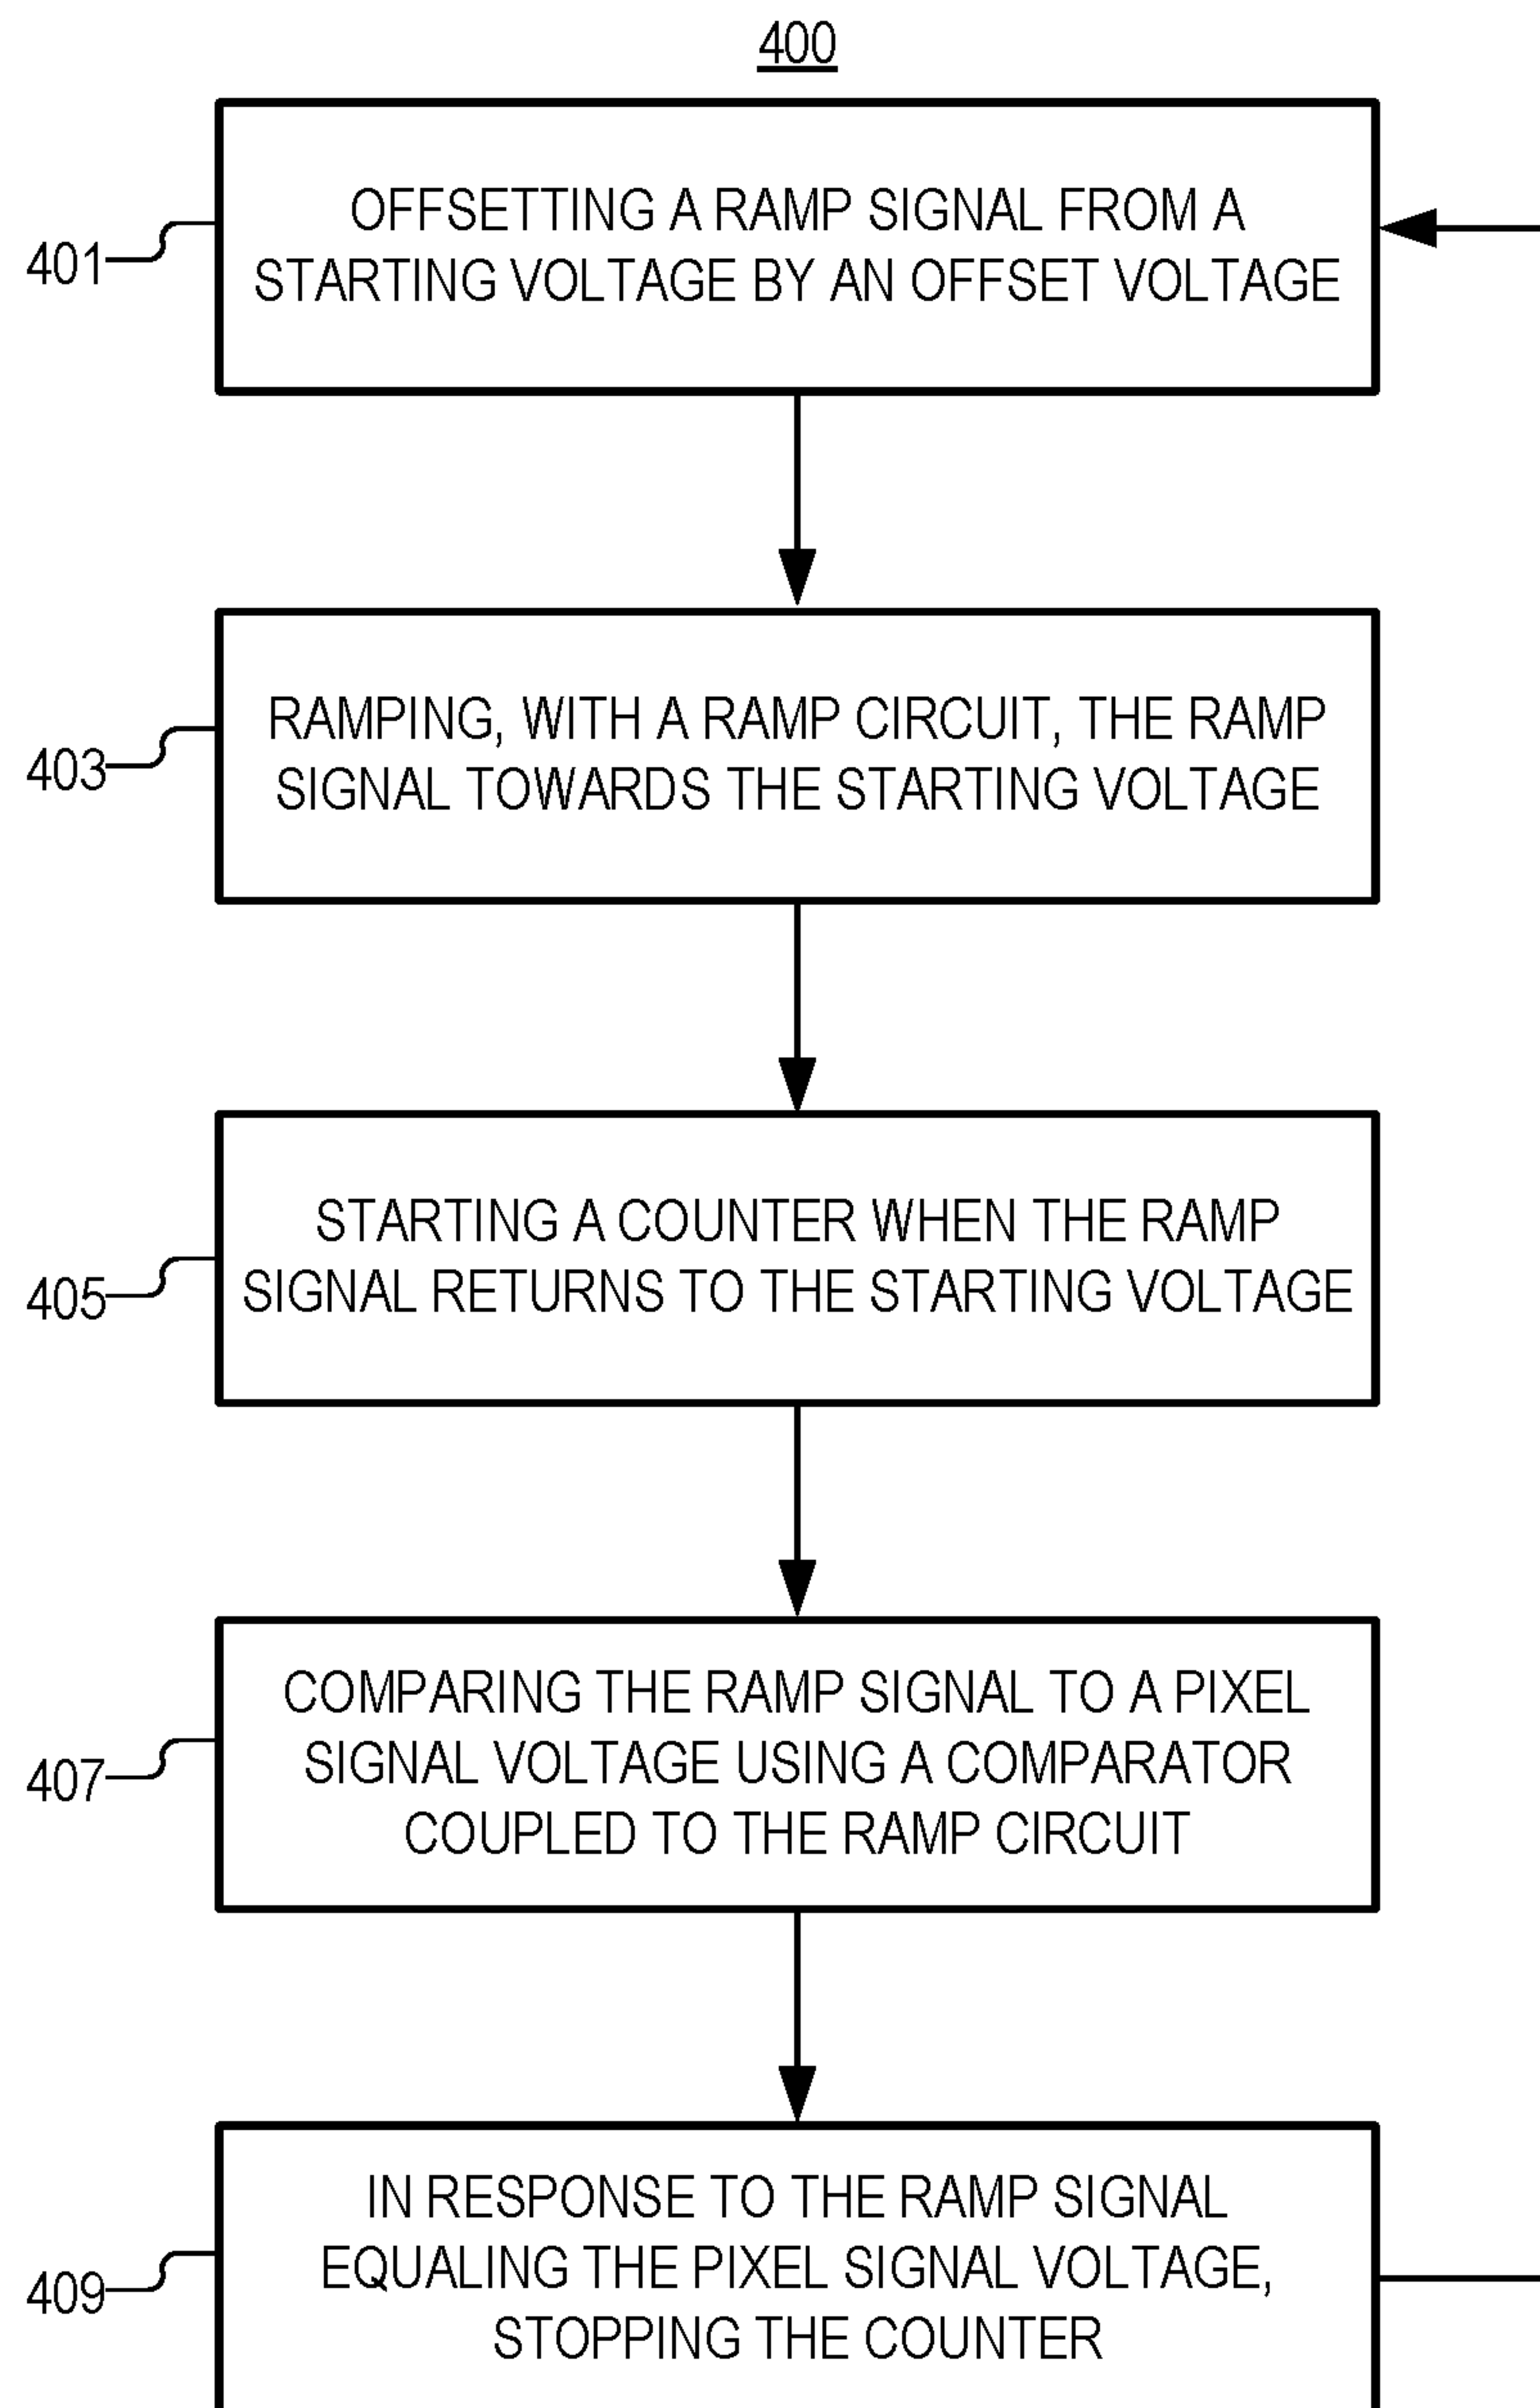 400
401
OFFSETTING A RAMP SIGNAL FROM A
STARTING VOLTAGE BY AN OFFSET VOLTAGE
403
RAMPING, WITH A RAMP CIRCUIT, THE RAMP
SIGNAL TOWARDS THE STARTING VOLTAGE
405
STARTING A COUNTER WHEN THE RAMP
SIGNAL RETURNS TO THE STARTING VOLTAGE
407
COMPARING THE RAMP SIGNAL TO A PIXEL
SIGNAL VOLTAGE USING A COMPARATOR
COUPLED TO THE RAMP CIRCUIT
409
IN RESPONSE TO THE RAMP SIGNAL
EQUALING THE PIXEL SIGNAL VOLTAGE,
STOPPING THE COUNTER